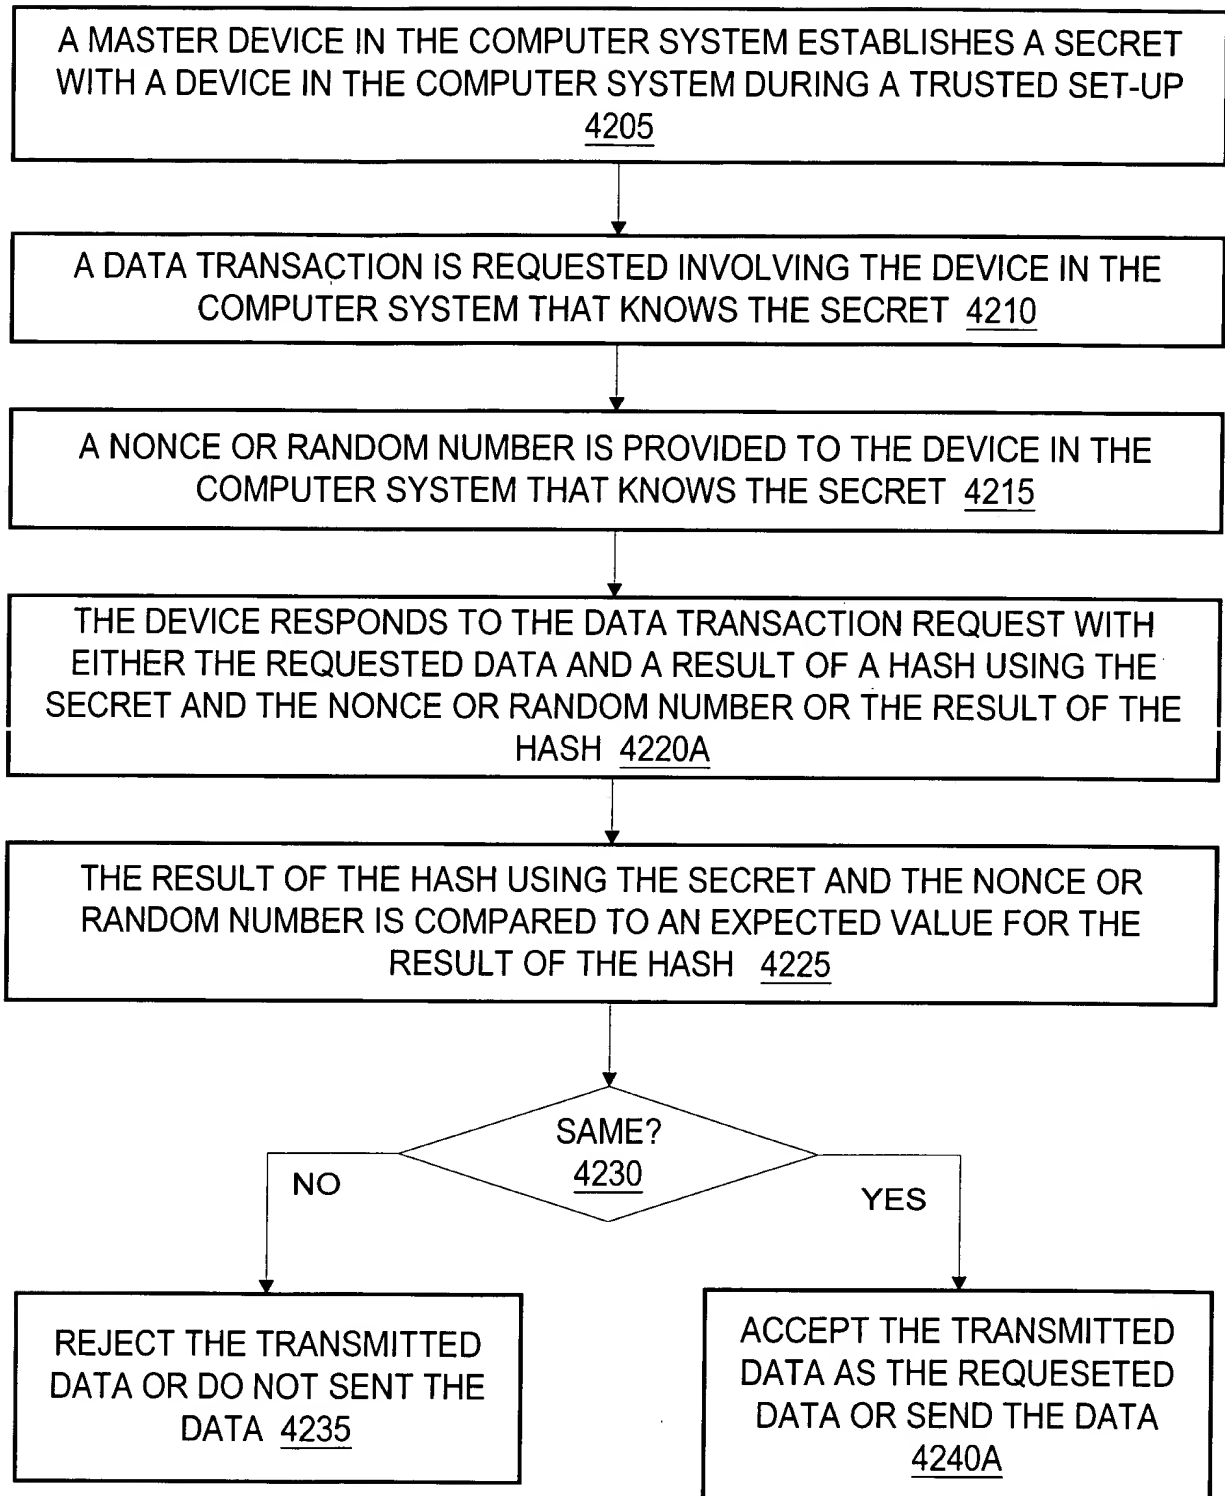 A MASTER DEVICE IN THE COMPUTER SYSTEM ESTABLISHES A SECRET
WITH A DEVICE IN THE COMPUTER SYSTEM DURING A TRUSTED SET-UP
4205
A DATA TRANSACTION IS REQUESTED INVOLVING THE DEVICE IN THE
COMPUTER SYSTEM THAT KNOWS THE SECRET 4210
A NONCE OR RANDOM NUMBER IS PROVIDED TO THE DEVICE IN THE
COMPUTER SYSTEM THAT KNOWS THE SECRET 4215
THE DEVICE RESPONDS TO THE DATA TRANSACTION REQUEST WITH
EITHER THE REQUESTED DATA AND A RESULT OF A HASH USING THE
SECRET AND THE NONCE OR RANDOM NUMBER OR THE RESULT OF THE
HASH 4220A
THE RESULT OF THE HASH USING THE SECRET AND THE NONCE OR
RANDOM NUMBER IS COMPARED TO AN EXPECTED VALUE FOR THE
RESULT OF THE HASH 4225
SAME?
4230
NO
YES
REJECT THE TRANSMITTED
DATA OR DO NOT SENT THE
DATA 4235
ACCEPT THE TRANSMITTED
DATA AS THE REQUESETED
DATA OR SEND THE DATA
4240A